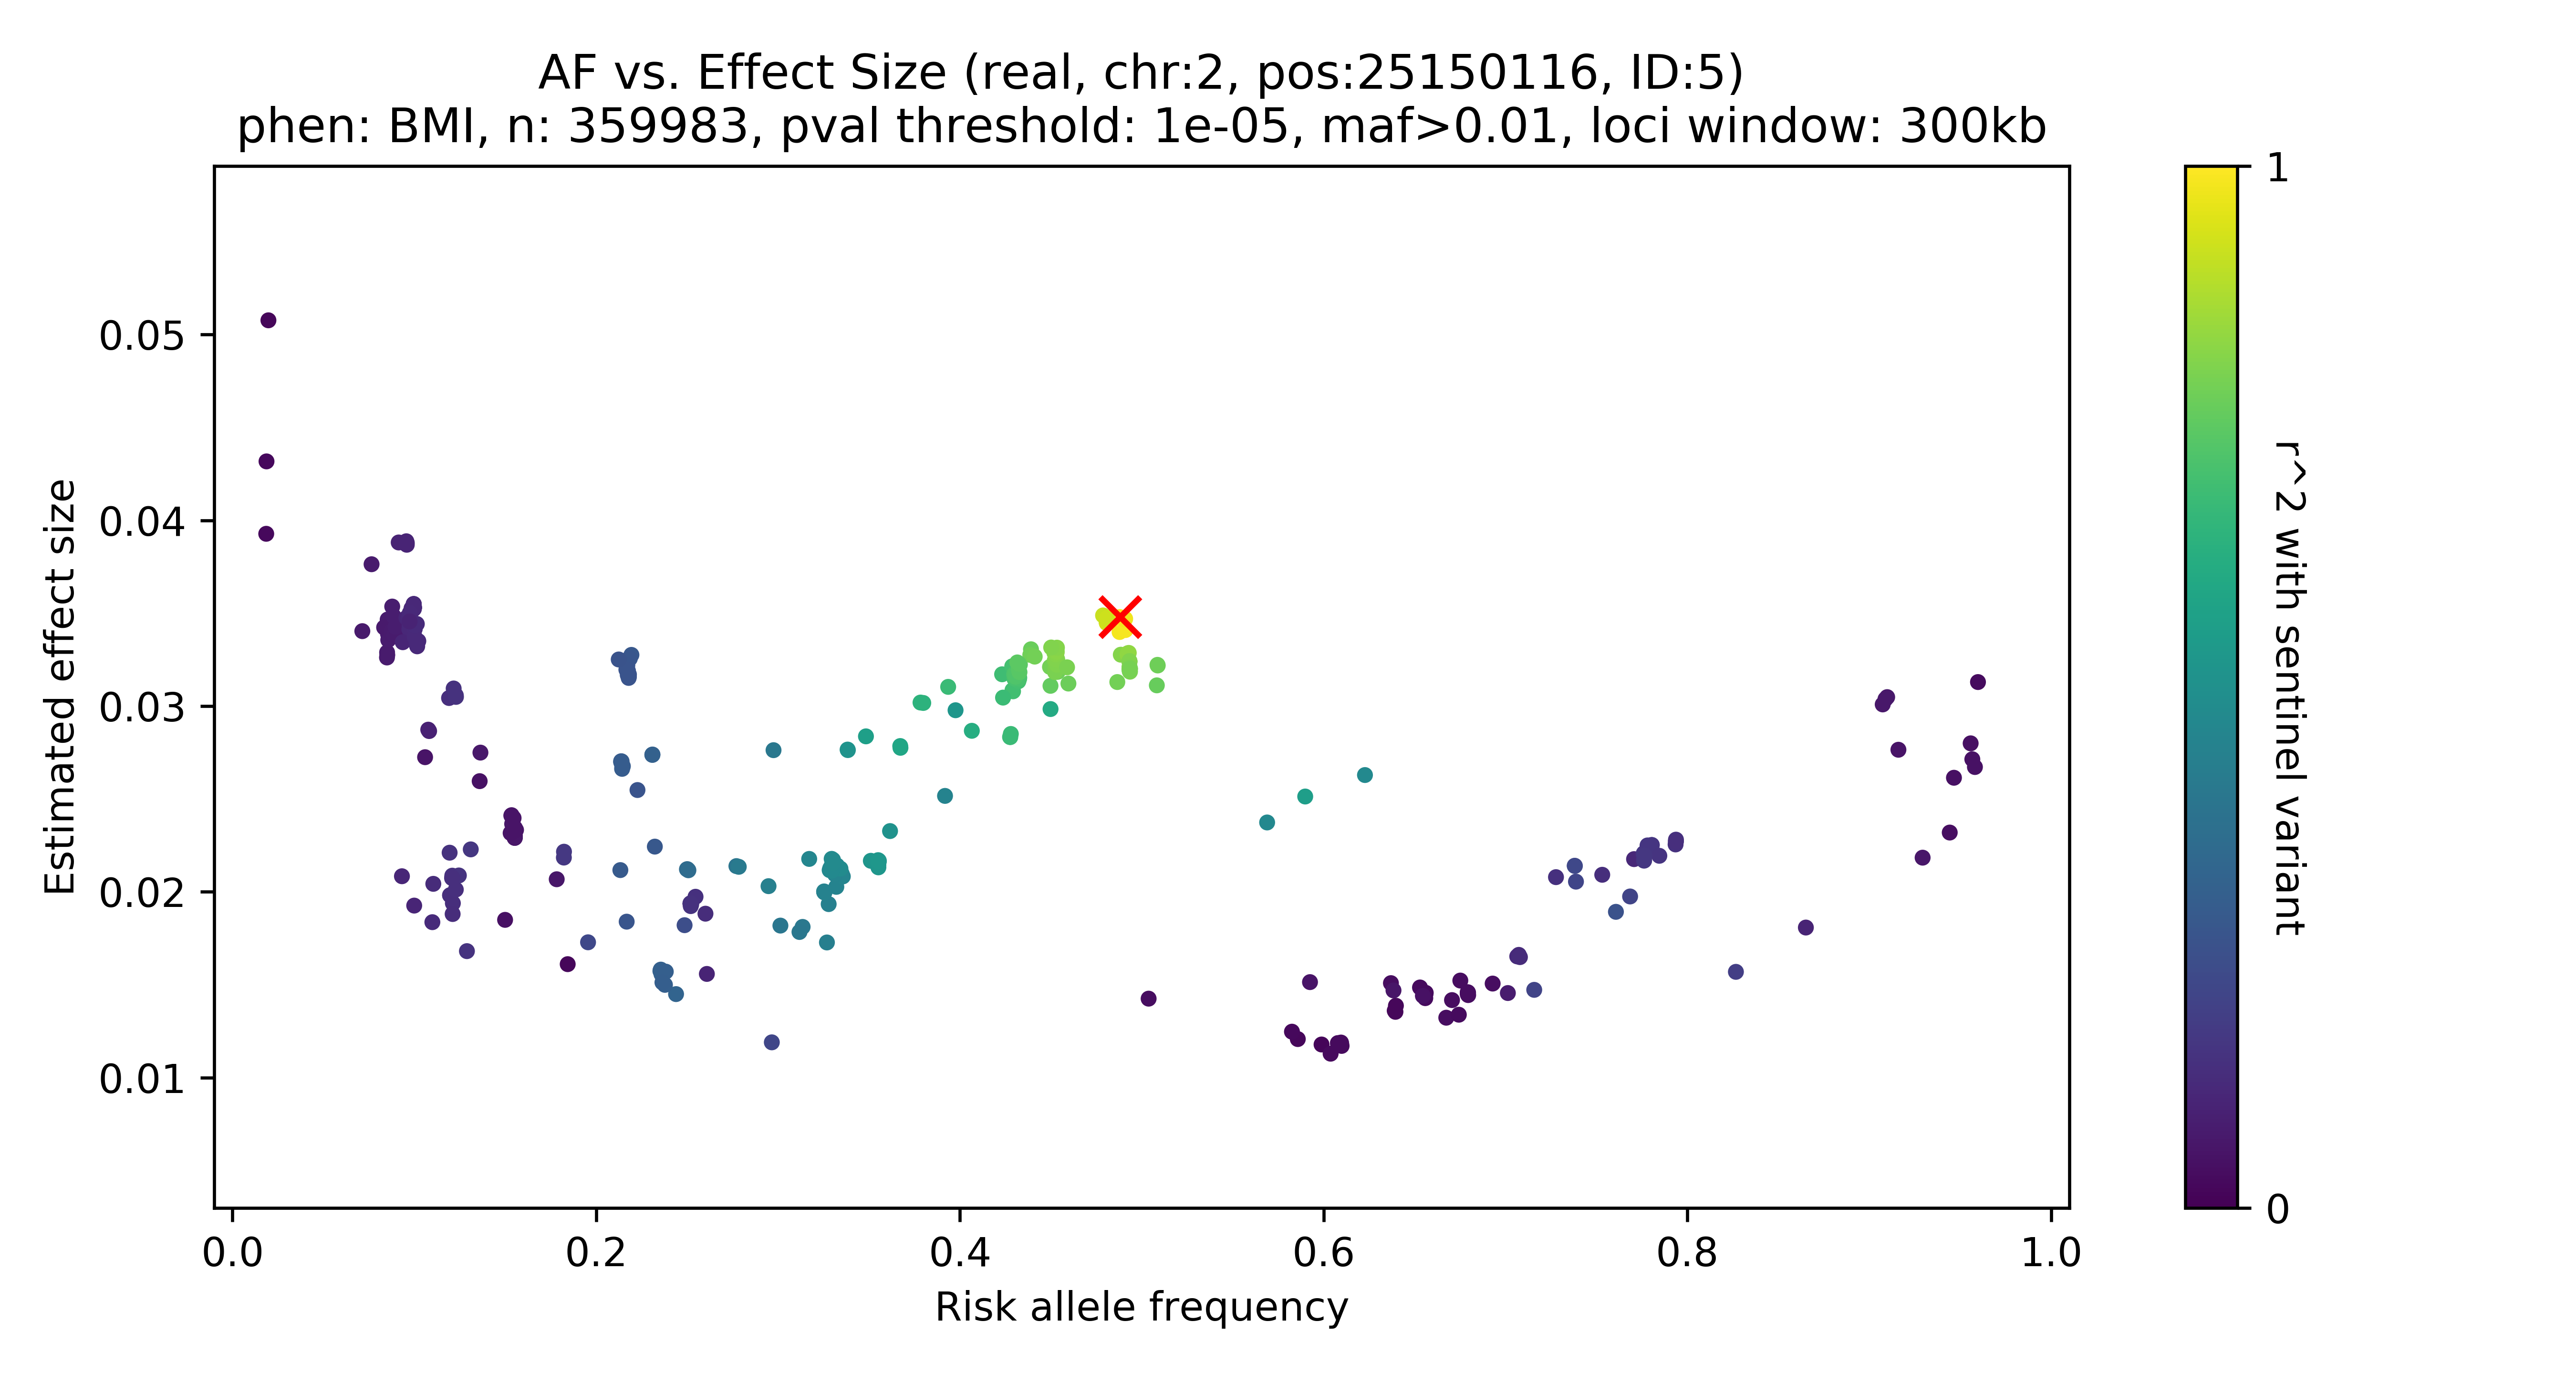 AF vs. Effect Size (real, chr:2, pos:25150116, ID:5)
phen: BMI, n: 359983, pval threshold: 1e-05, maf>0.01, loci window: 300kb
Estimated effect size
0.05
0.04
0.03
0.02
0.01
0.0 0.2 0.4 0.6 0.8 1.0
Risk allele frequency
1
0
r^2 with sentinel variant